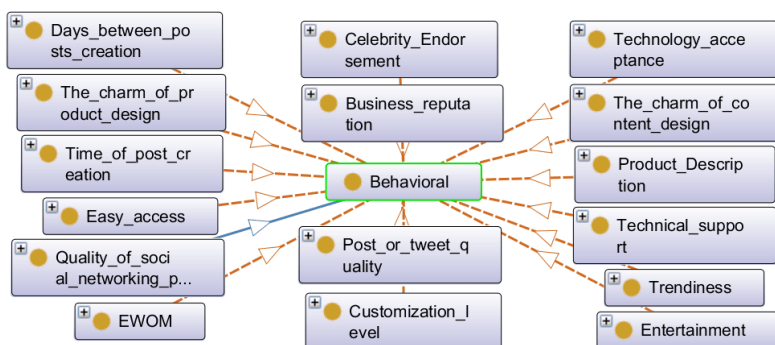 Days_between_po
sts_creation
The_charm_of_pr
oduct_design
Time_of_post_cr
eation
Easy_access
Quality_of_soci
al_networking_p...
EWOM
Celebrity_Endor
sement
Business_reputa
tion
Behavioral
Post_or_tweet_q
uality
Customization_l
evel
Technology_acce
ptance
The_charm_of_co
ntent_design
Product_Descrip
tion
Technical_suppo
rt
Trendiness
Entertainment